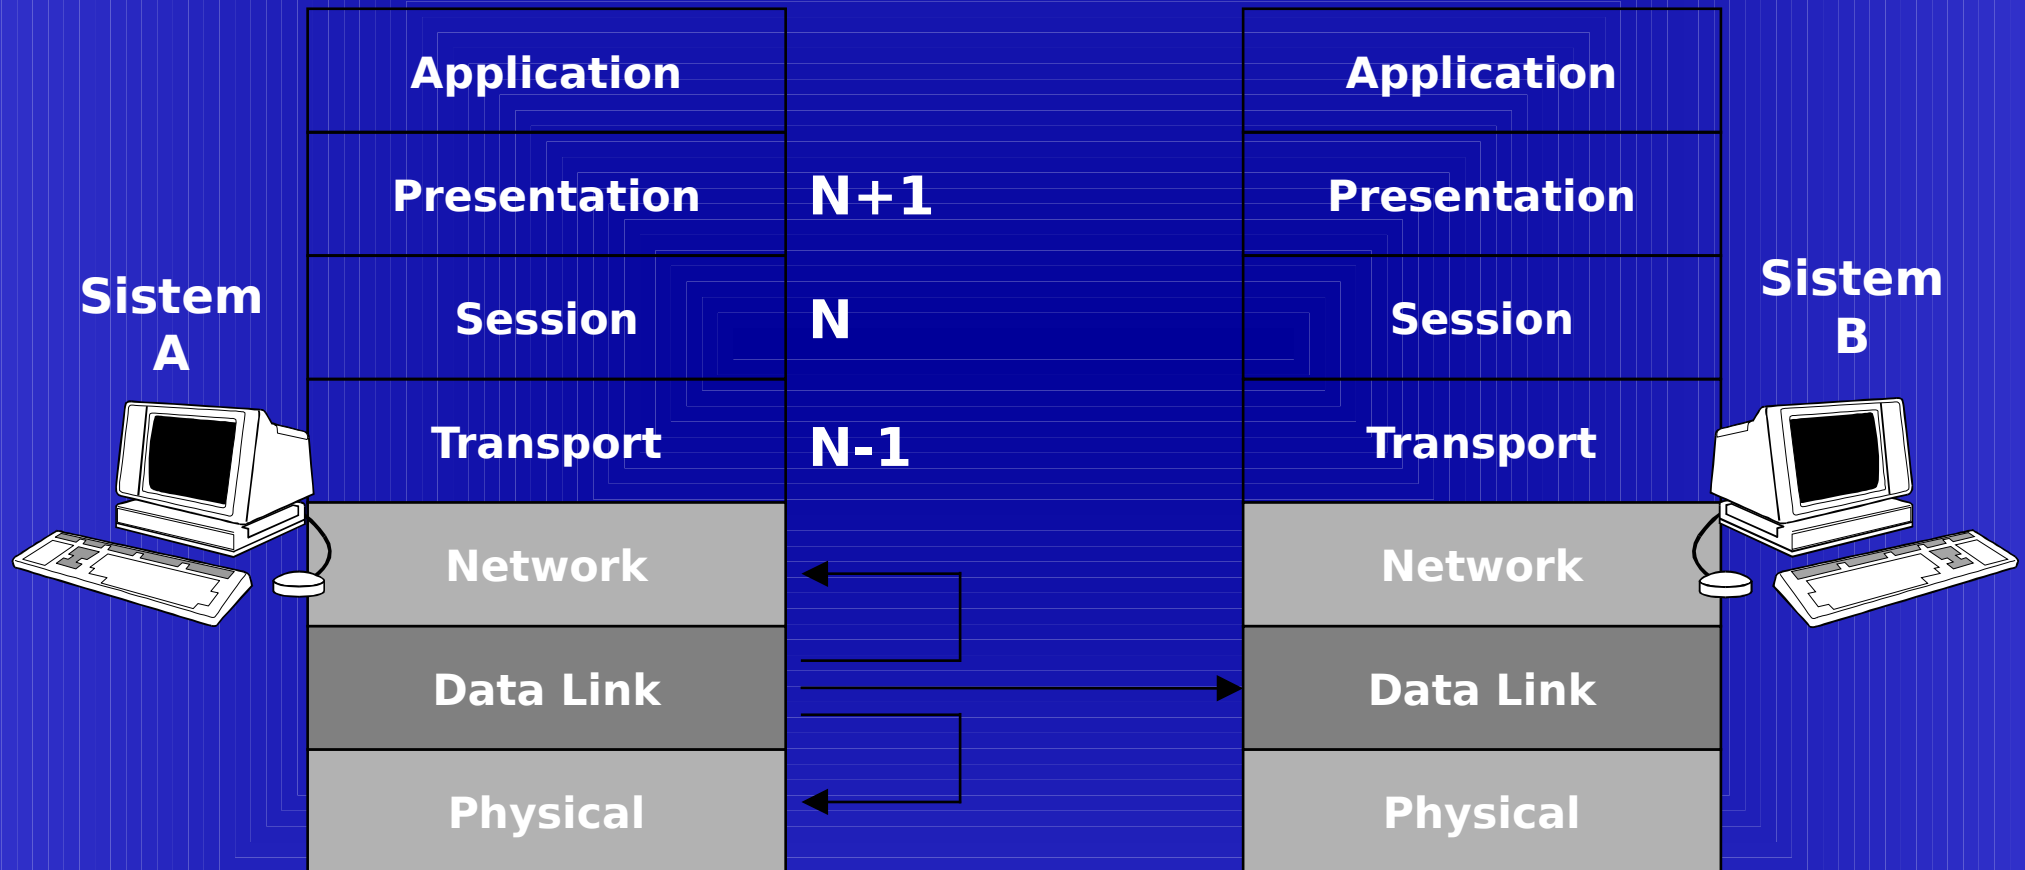 Application
Application
Presentation
N+1
Presentation
Sistem
A
Session
N
Session
Sistem
B
Transport
N-1
Transport
Network
Network
Data Link
Data Link
Physical
Physical